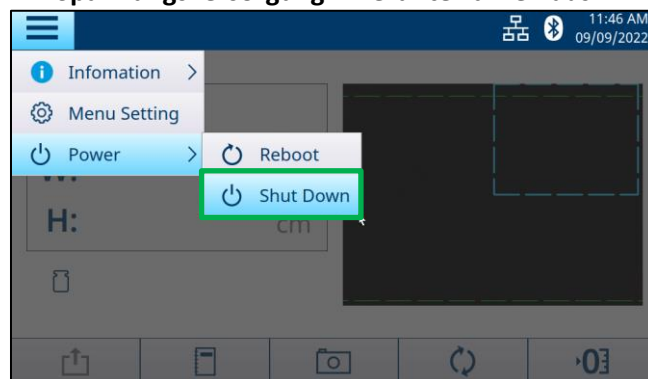 11:46 AM
09/09/2022
Infomation
Menu Setting
Power
Reboot
Shut Down
H:
cm